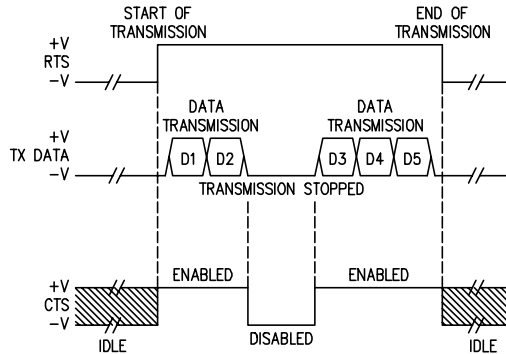 START OF
TRANSMISSION
END OF
TRANSMISSION
+V
RTS
−V
DATA
TRANSMISSION
DATA
TRANSMISSION
+V
TX DATA
−V
D1 D2 D3 D4 D5
TRANSMISSION STOPPED
+V
CTS
−V
ENABLED
ENABLED
DISABLED
IDLE
IDLE